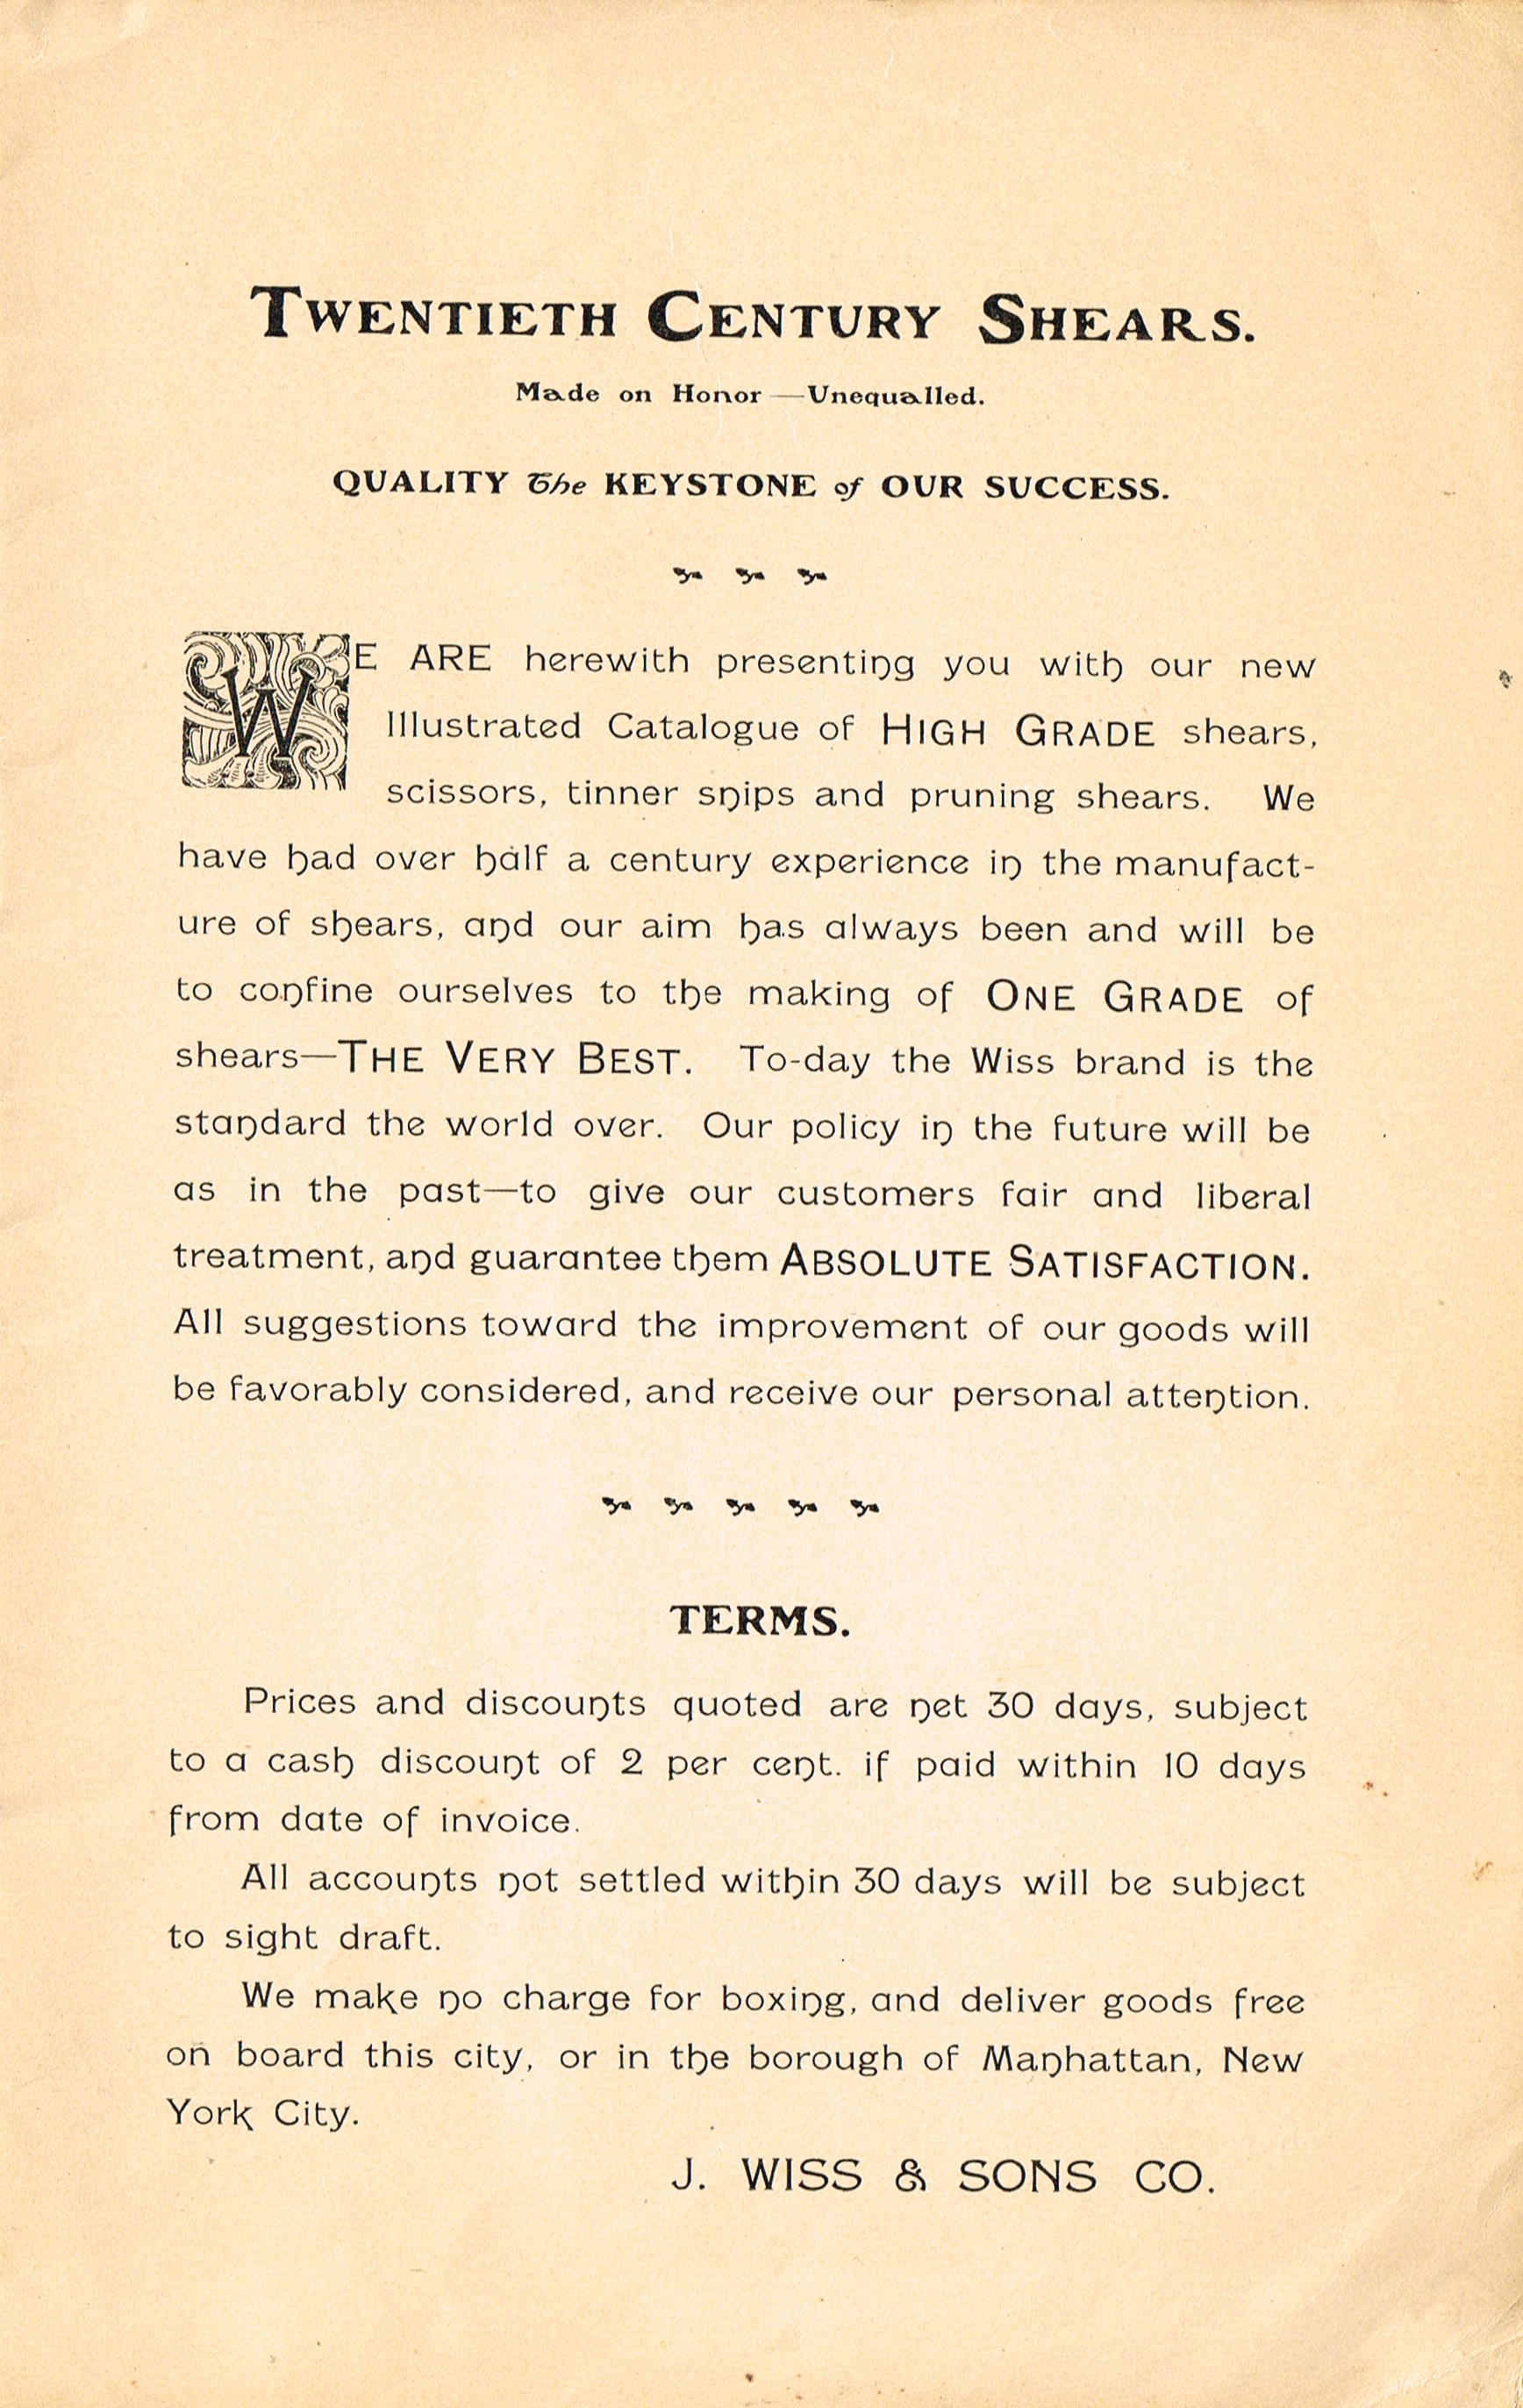 TWENTIETH CENTURY SHEARS.
Made on Honor—Unequalled.
QUALITY The KEYSTONE of OUR SUCCESS.
WE ARE herewith presenting you with our new
Illustrated Catalogue of HIGH GRADE shears,
scissors, tinner snips and pruning shears. We
have had over half a century experience in the manufact-
ure of shears, and our aim has always been and will be
to confine ourselves to the making of ONE GRADE of
shears—THE VERY BEST. To-day the Wiss brand is the
standard the world over. Our policy in the future will be
as in the past—to give our customers fair and liberal
treatment, and guarantee them ABSOLUTE SATISFACTION.
All suggestions toward the improvement of our goods will
be favorably considered, and receive our personal attention.
TERMS.
Prices and discounts quoted are net 30 days, subject
to a cash discount of 2 per cent. if paid within 10 days
from date of invoice.
All accounts not settled within 30 days will be subject
to sight draft.
We make no charge for boxing, and deliver goods free
on board this city, or in the borough of Manhattan, New
York City.
J. WISS & SONS CO.